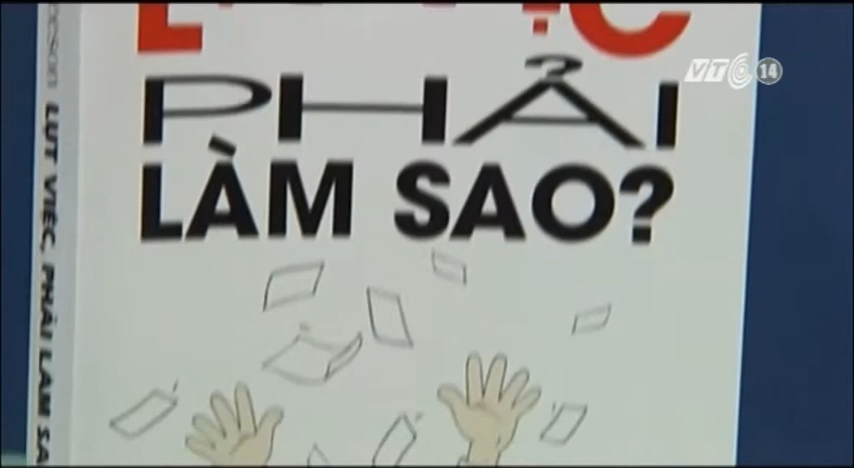 PHẢI
LÀM SAO?
LỤT VIỆC, PHẢI LÀM SA
VTC 14